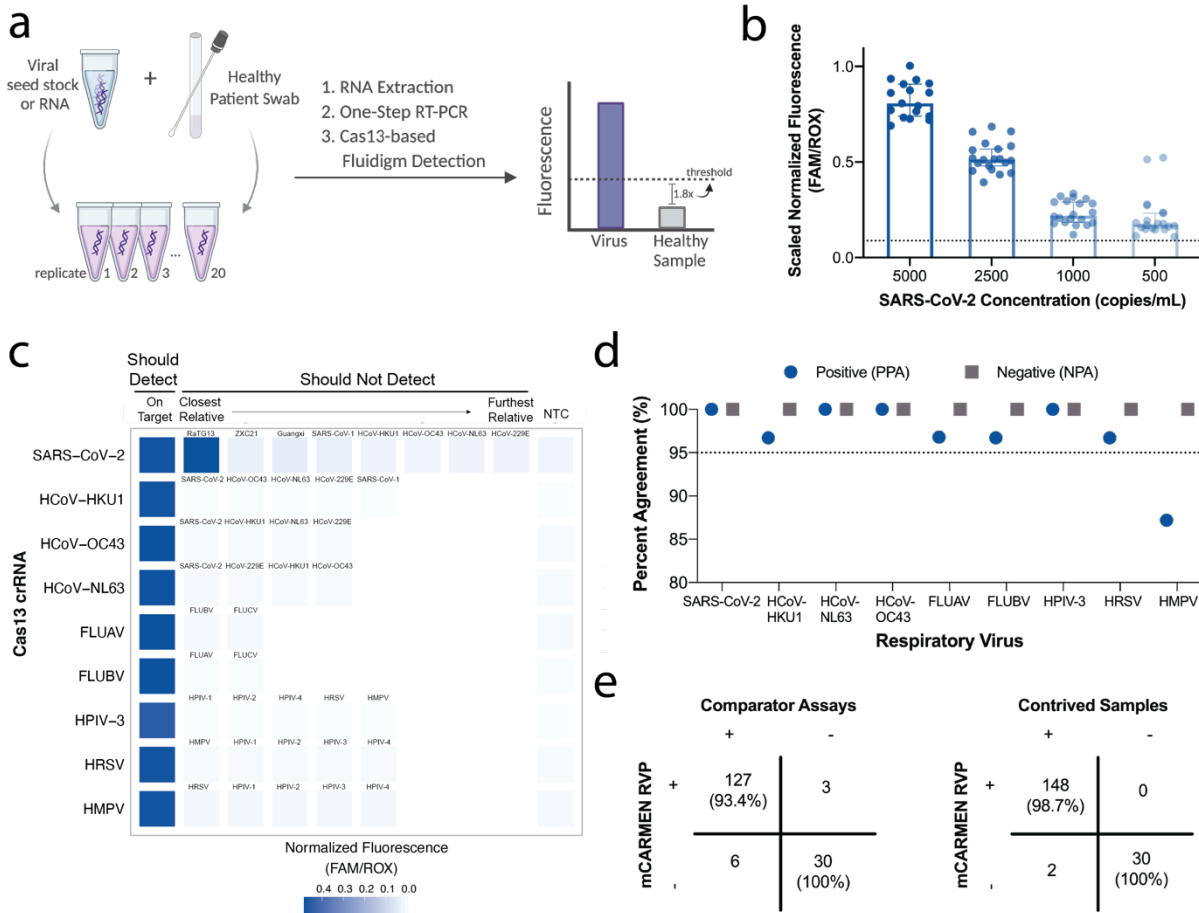 a
Viral
seed stock
or RNA
+
Healthy
Patient Swab
1. RNA Extraction
2. One-Step RT-PCR
3. Cas13-based
Fluidigm Detection
replicate 1 2 3 ... 20
Fluorescence
threshold
1.8x
Virus
Healthy
Sample
b
Scaled Normalized Fluorescence
(FAM/ROX)
1.0
0.5
0.0
5000 2500 1000 500
SARS-CoV-2 Concentration (copies/mL)
c
Should
Detect
Should Not Detect
On
Target
Closest
Relative
Furthest
Relative
NTC
Cas13 crRNA
RaTG13 ZXC21 Guangxi SARS-CoV-1 HCoV-HKU1 HCoV-OC43 HCoV-NL63 HCoV-229E
SARS-CoV-2
SARS-CoV-2 HCoV-OC43 HCoV-NL63 HCoV-229E SARS-CoV-1
HCoV-HKU1
SARS-CoV-2 HCoV-HKU1 HCoV-NL63 HCoV-229E
HCoV-OC43
SARS-CoV-2 HCoV-229E HCoV-HKU1 HCoV-OC43
HCoV-NL63
FLUBV FLUCV
FLUAV
FLUAV FLUCV
FLUBV
HPIV-1 HPIV-2 HPIV-4 HRSV HMPV
HPIV-3
HMPV HPIV-1 HPIV-2 HPIV-3 HPIV-4
HRSV
HRSV HPIV-1 HPIV-2 HPIV-3 HPIV-4
HMPV
Normalized Fluorescence
(FAM/ROX)
0.4 0.3 0.2 0.1 0.0
d
Positive (PPA) Negative (NPA)
Percent Agreement (%)
100
95
90
85
80
SARS-CoV-2 HCoV-HKU1 HCoV-NL63 HCoV-OC43 FLUAV FLUBV HPIV-3 HRSV HMPV
Respiratory Virus
e
Comparator Assays
+ -
mCARMEN RVP
+ 127 3
(93.4%)
- 6 30
(100%)
Contrived Samples
+ -
mCARMEN RVP
+ 148 0
(98.7%)
- 2 30
(100%)